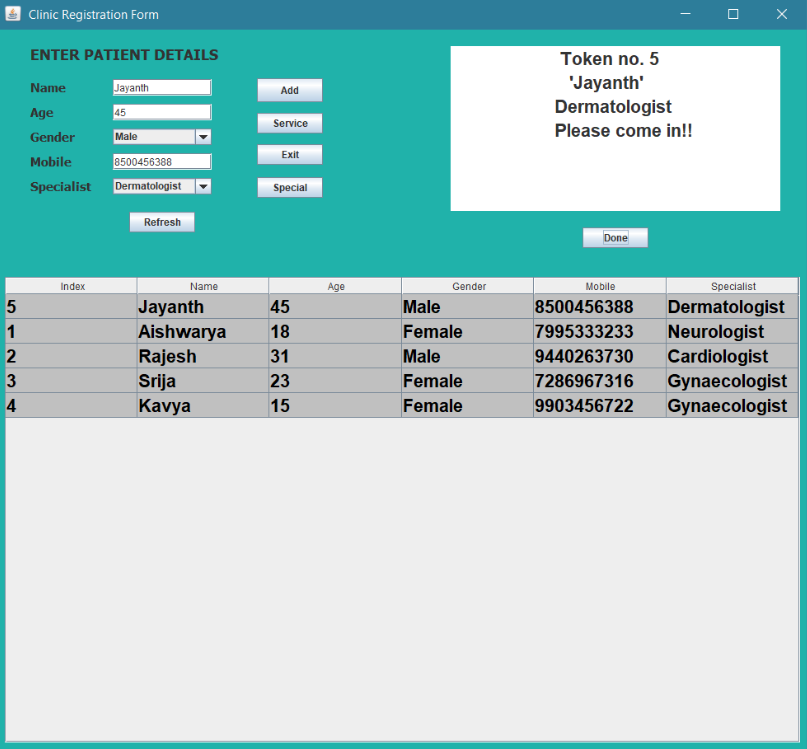 Clinic Registration Form
ENTER PATIENT DETAILS
Name Jayanth Add
Age 45
Service
Gender Male
Exit
Mobile 8500456388
Specialist Dermatologist Special
Refresh
Token no. 5
'Jayanth'
Dermatologist
Please come in!!
Done
Index Name Age Gender Mobile Specialist
5 Jayanth 45 Male 8500456388 Dermatologist
1 Aishwarya 18 Female 7995333233 Neurologist
2 Rajesh 31 Male 9440263730 Cardiologist
3 Srija 23 Female 7286967316 Gynaecologist
4 Kavya 15 Female 9903456722 Gynaecologist